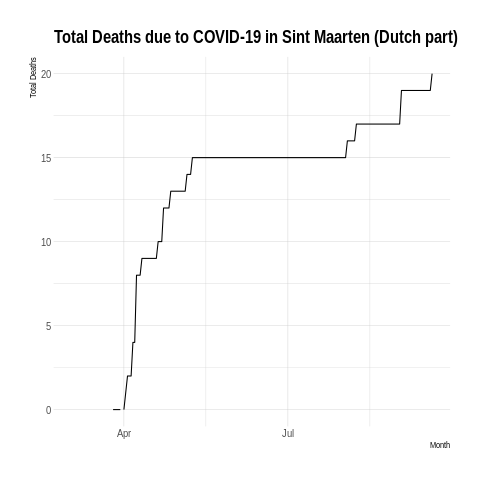 Total Deaths due to COVID-19 in Sint Maarten (Dutch part)
Total Deaths
20
15
10
5
0
Apr
Jul
Month